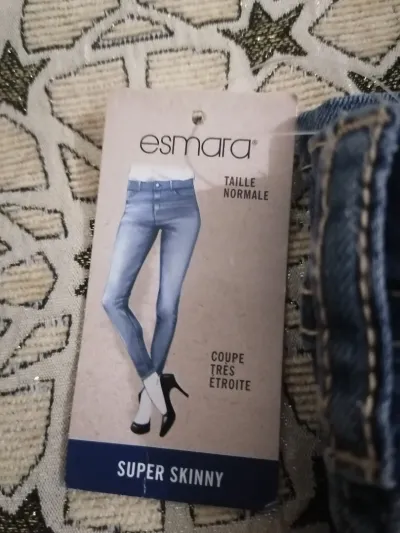 esmara®
TAILLE
NORMALE
COUPE
TRÈS
ÉTROITE
SUPER SKINNY